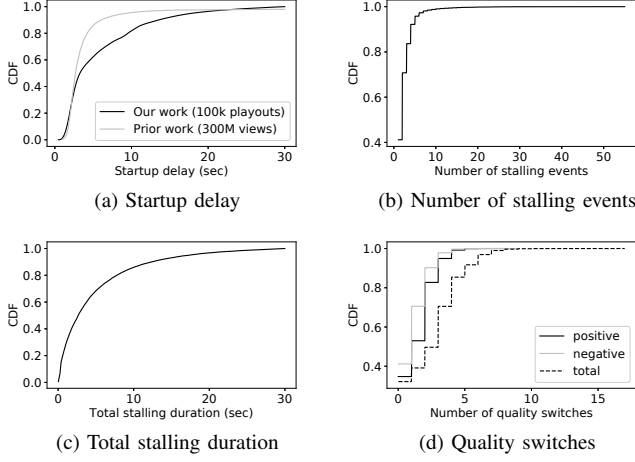 1.0
0.8
0.6
0.4
0.2
0.0
CDF
Our work (100k playouts)
Prior work (300M views)
0 10 20 30
Startup delay (sec)
(a) Startup delay
1.0
0.8
0.6
0.4
CDF
0 10 20 30 40 50
Number of stalling events
(b) Number of stalling events
1.0
0.8
0.6
0.4
0.2
0.0
CDF
0 10 20 30
Total stalling duration (sec)
(c) Total stalling duration
1.0
0.8
0.6
0.4
CDF
positive
negative
total
0 5 10 15
Number of quality switches
(d) Quality switches